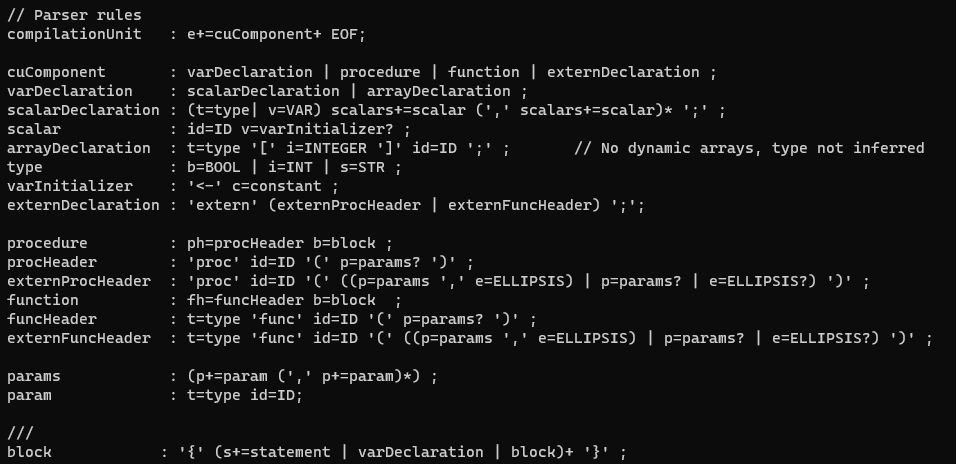 // Parser rules
compilationUnit   : e+=cuComponent+ EOF;

cuComponent       : varDeclaration | procedure | function | externDeclaration ;
varDeclaration    : scalarDeclaration | arrayDeclaration ;
scalarDeclaration : (t=type| v=VAR) scalars+=scalar (',' scalars+=scalar)* ';' ;
scalar            : id=ID v=varInitializer? ;
arrayDeclaration  : t=type '[' i=INTEGER ']' id=ID ';' ;       // No dynamic arrays, type not inferred
type              : b=BOOL | i=INT | s=STR ;
varInitializer    : '<-' c=constant ;
externDeclaration : 'extern' (externProcHeader | externFuncHeader) ';';

procedure         : ph=procHeader b=block ;
procHeader        : 'proc' id=ID '(' p=params? ')' ;
externProcHeader  : 'proc' id=ID '(' ((p=params ',' e=ELLIPSIS) | p=params? | e=ELLIPSIS?) ')' ;
function          : fh=funcHeader b=block  ;
funcHeader        : t=type 'func' id=ID '(' p=params? ')' ;
externFuncHeader  : t=type 'func' id=ID '(' ((p=params ',' e=ELLIPSIS) | p=params? | e=ELLIPSIS?) ')' ;

params            : (p+=param (',' p+=param)*) ;
param             : t=type id=ID;

///
block            : '{' (s+=statement | varDeclaration | block)+ '}' ;